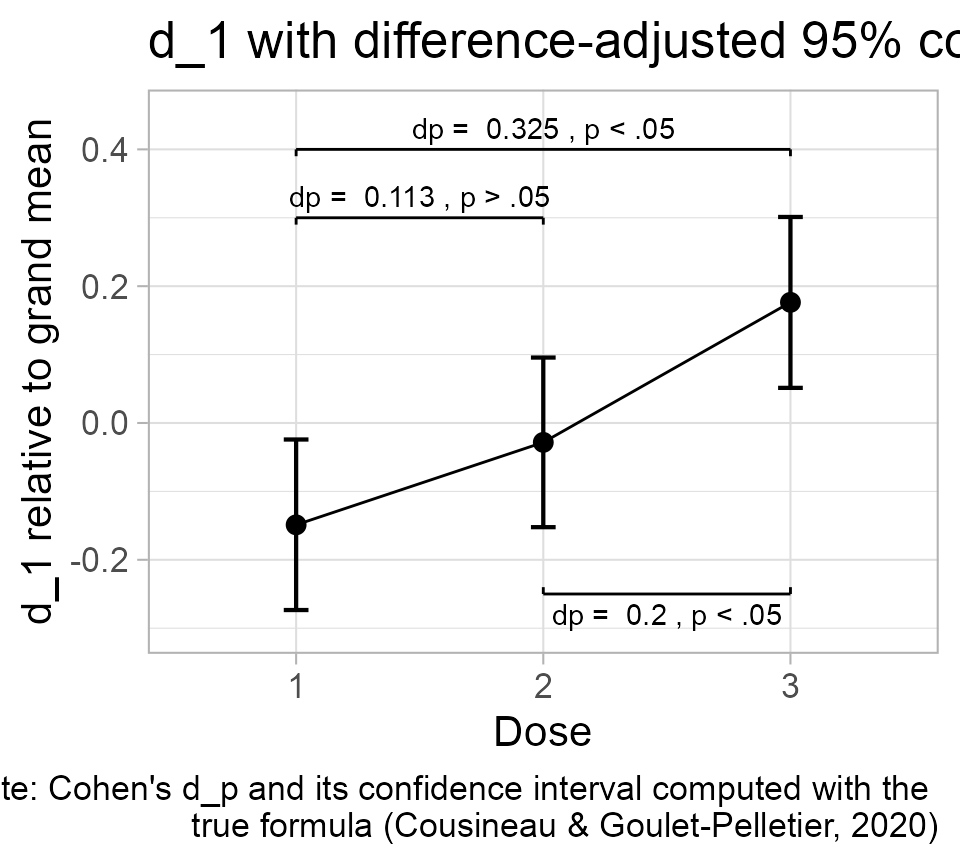 d_1 with difference-adjusted 95% co
dp = 0.325 , p < .05
dp = 0.113 , p > .05
dp = 0.2 , p < .05
0.4
0.2
0.0
-0.2
d_1 relative to grand mean
1 2 3
Dose
te: Cohen's d_p and its confidence interval computed with the
true formula (Cousineau & Goulet-Pelletier, 2020)